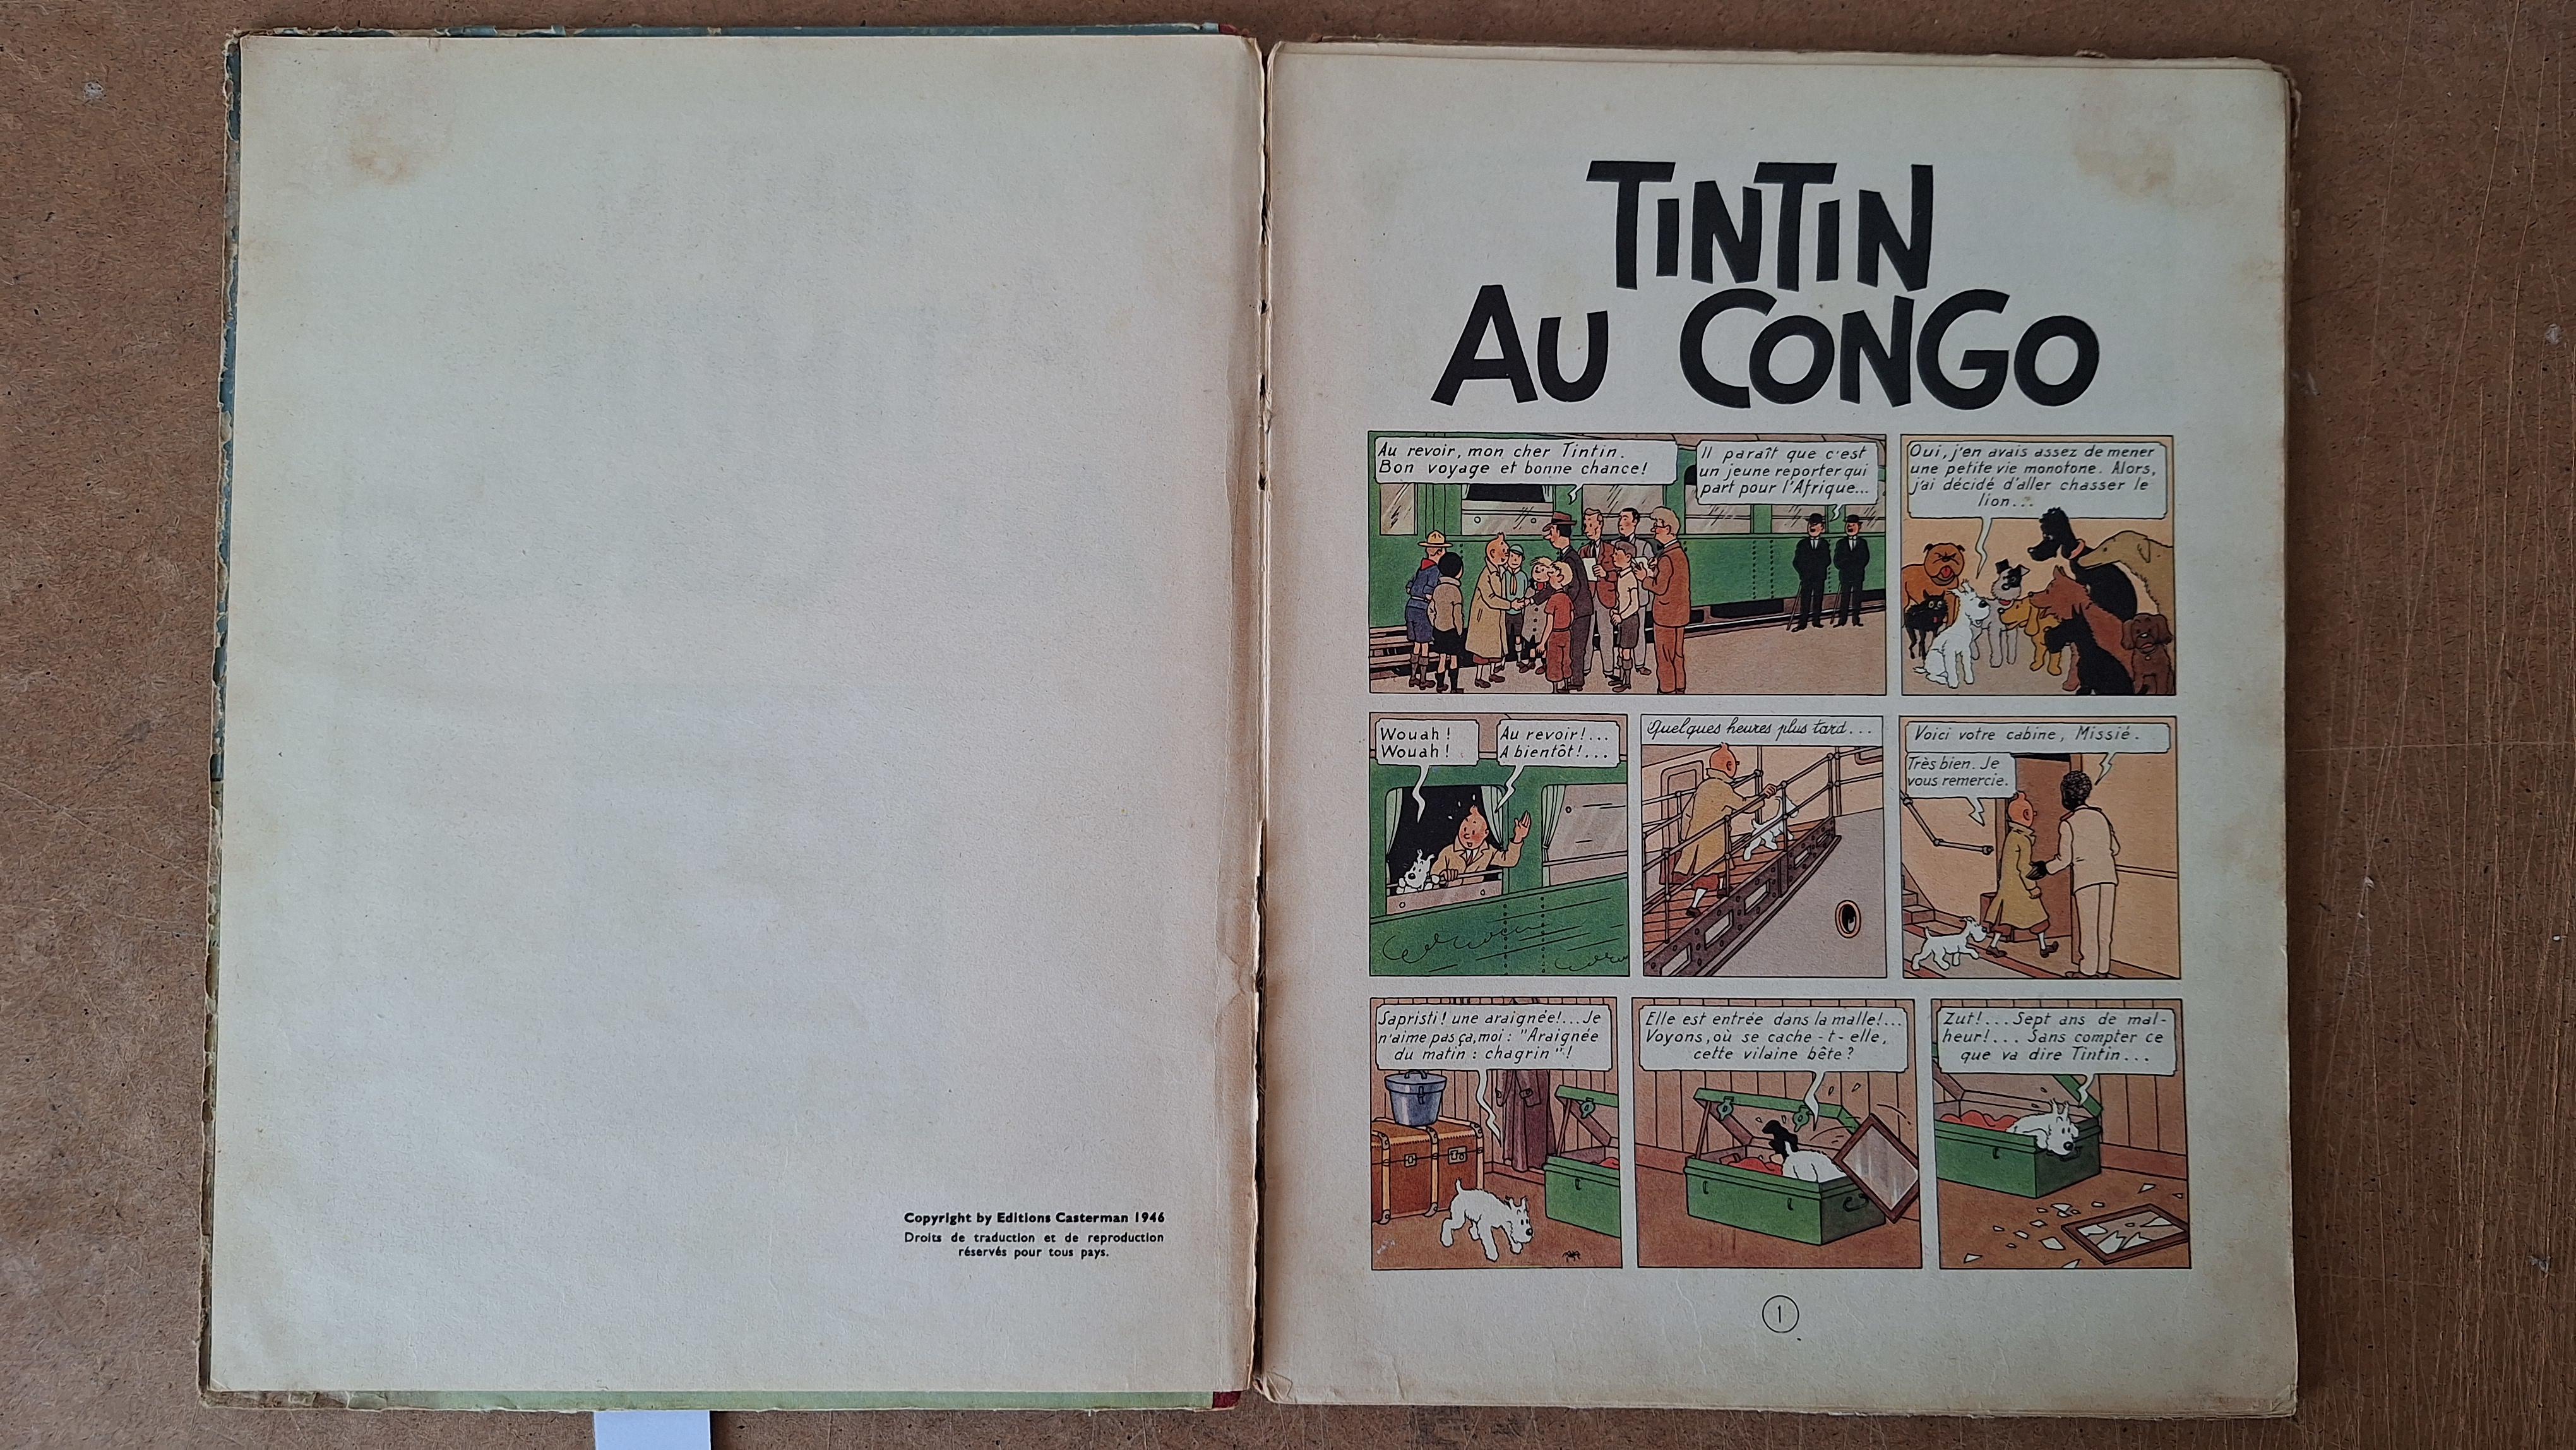 Copyright by Editions Casterman 1946
Droits de traduction et de reproduction
réservés pour tous pays.
TINTIN
AU CONGO
Au revoir, mon cher Tintin.
Bon voyage et bonne chance!
Il paraît que c'est
un jeune reporter qui
part pour l'Afrique...
Oui, j'en avais assez de mener
une petite vie monotone. Alors,
j'ai décidé d'aller chasser le
lion...
Wouah!
Wouah!
Au revoir!...
A bientôt!...
Quelques heures plus tard...
Voici votre cabine, Missié.
Très bien. Je
vous remercie.
Sapristi! une araignée!...Je
n'aime pas ça, moi: "Araignée
du matin: chagrin"!
Elle est entrée dans la malle!...
Voyons, où se cache-t-elle,
cette vilaine bête?
Zut!... Sept ans de mal-
heur!... Sans compter ce
que va dire Tintin...
1